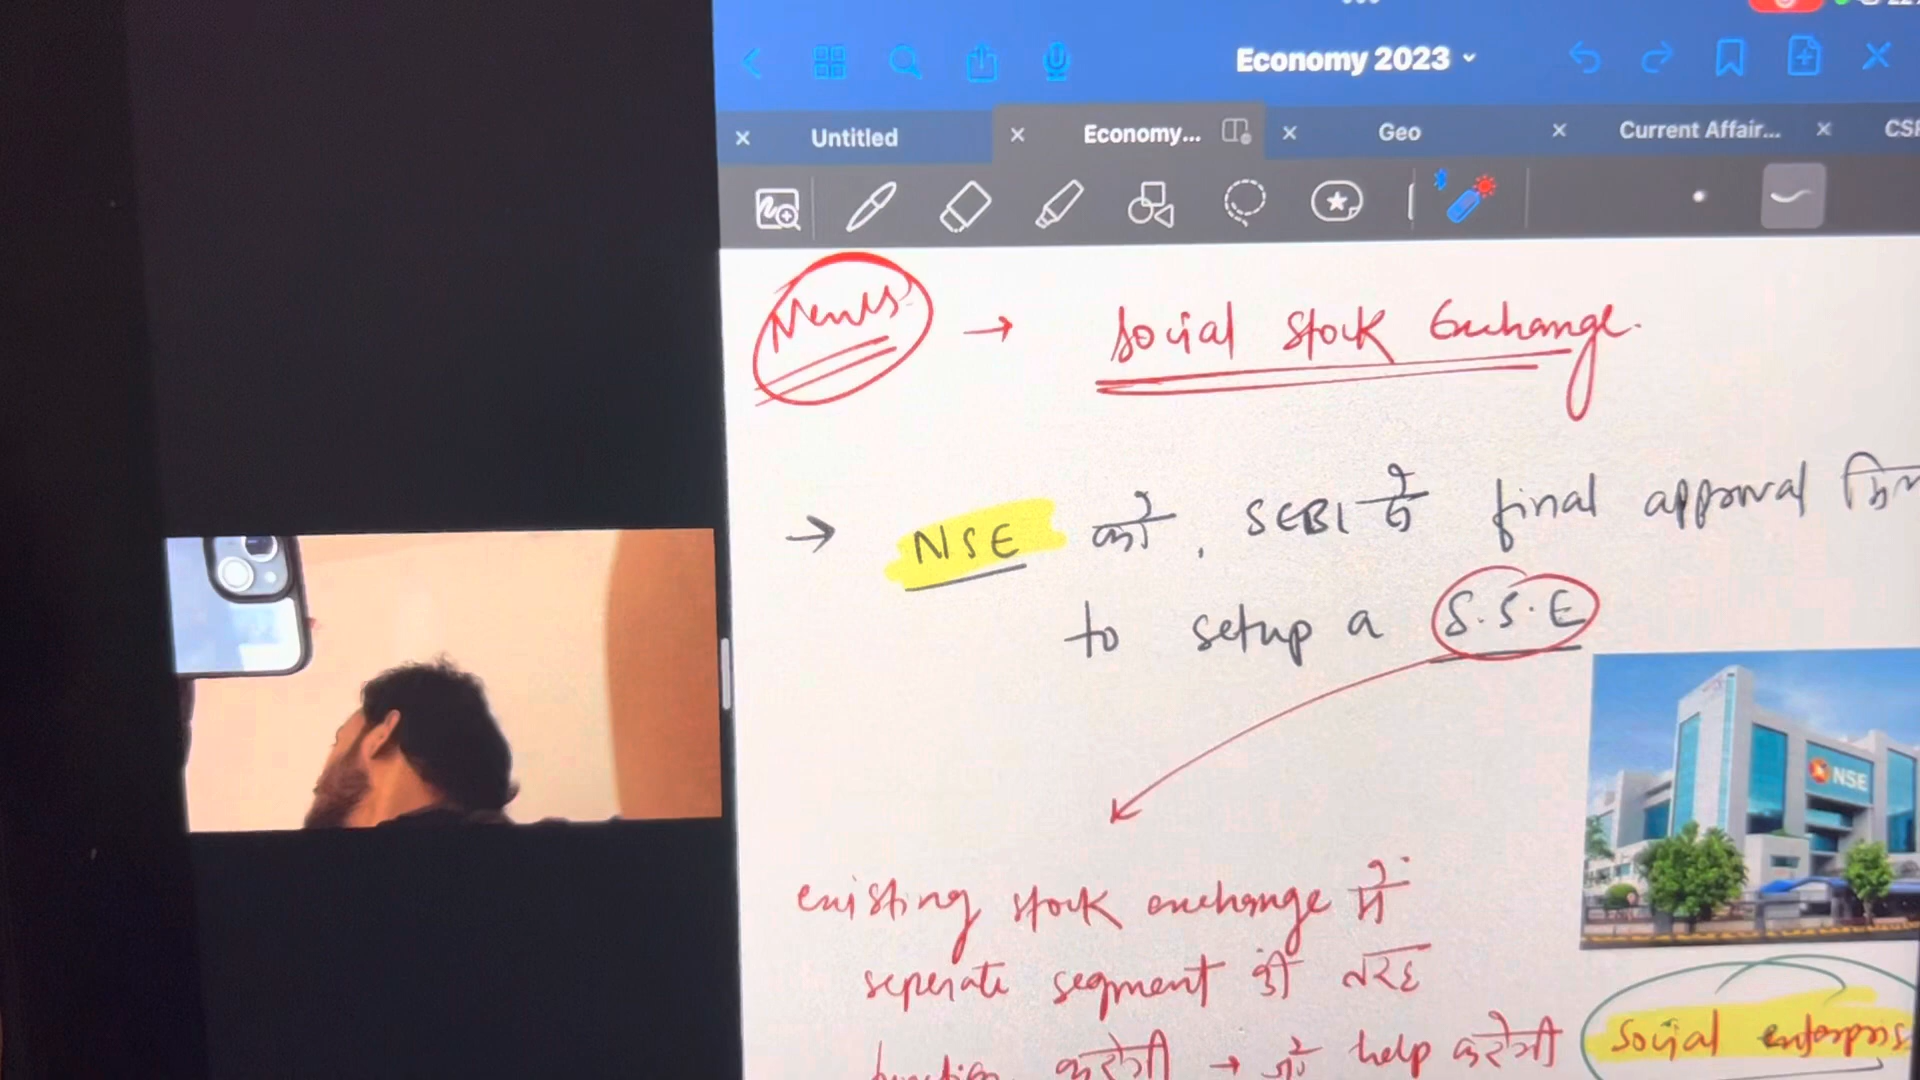 Economy 2023
Untitled
Economy...
Geo
Current Affair...
News → Social Stock Exchange.
→ NSE को, SEBI ने final approval
to setup a S.S.E
NSE
existing stock exchange में
seperate segment की तरह
करेगी → जो help करेगी social